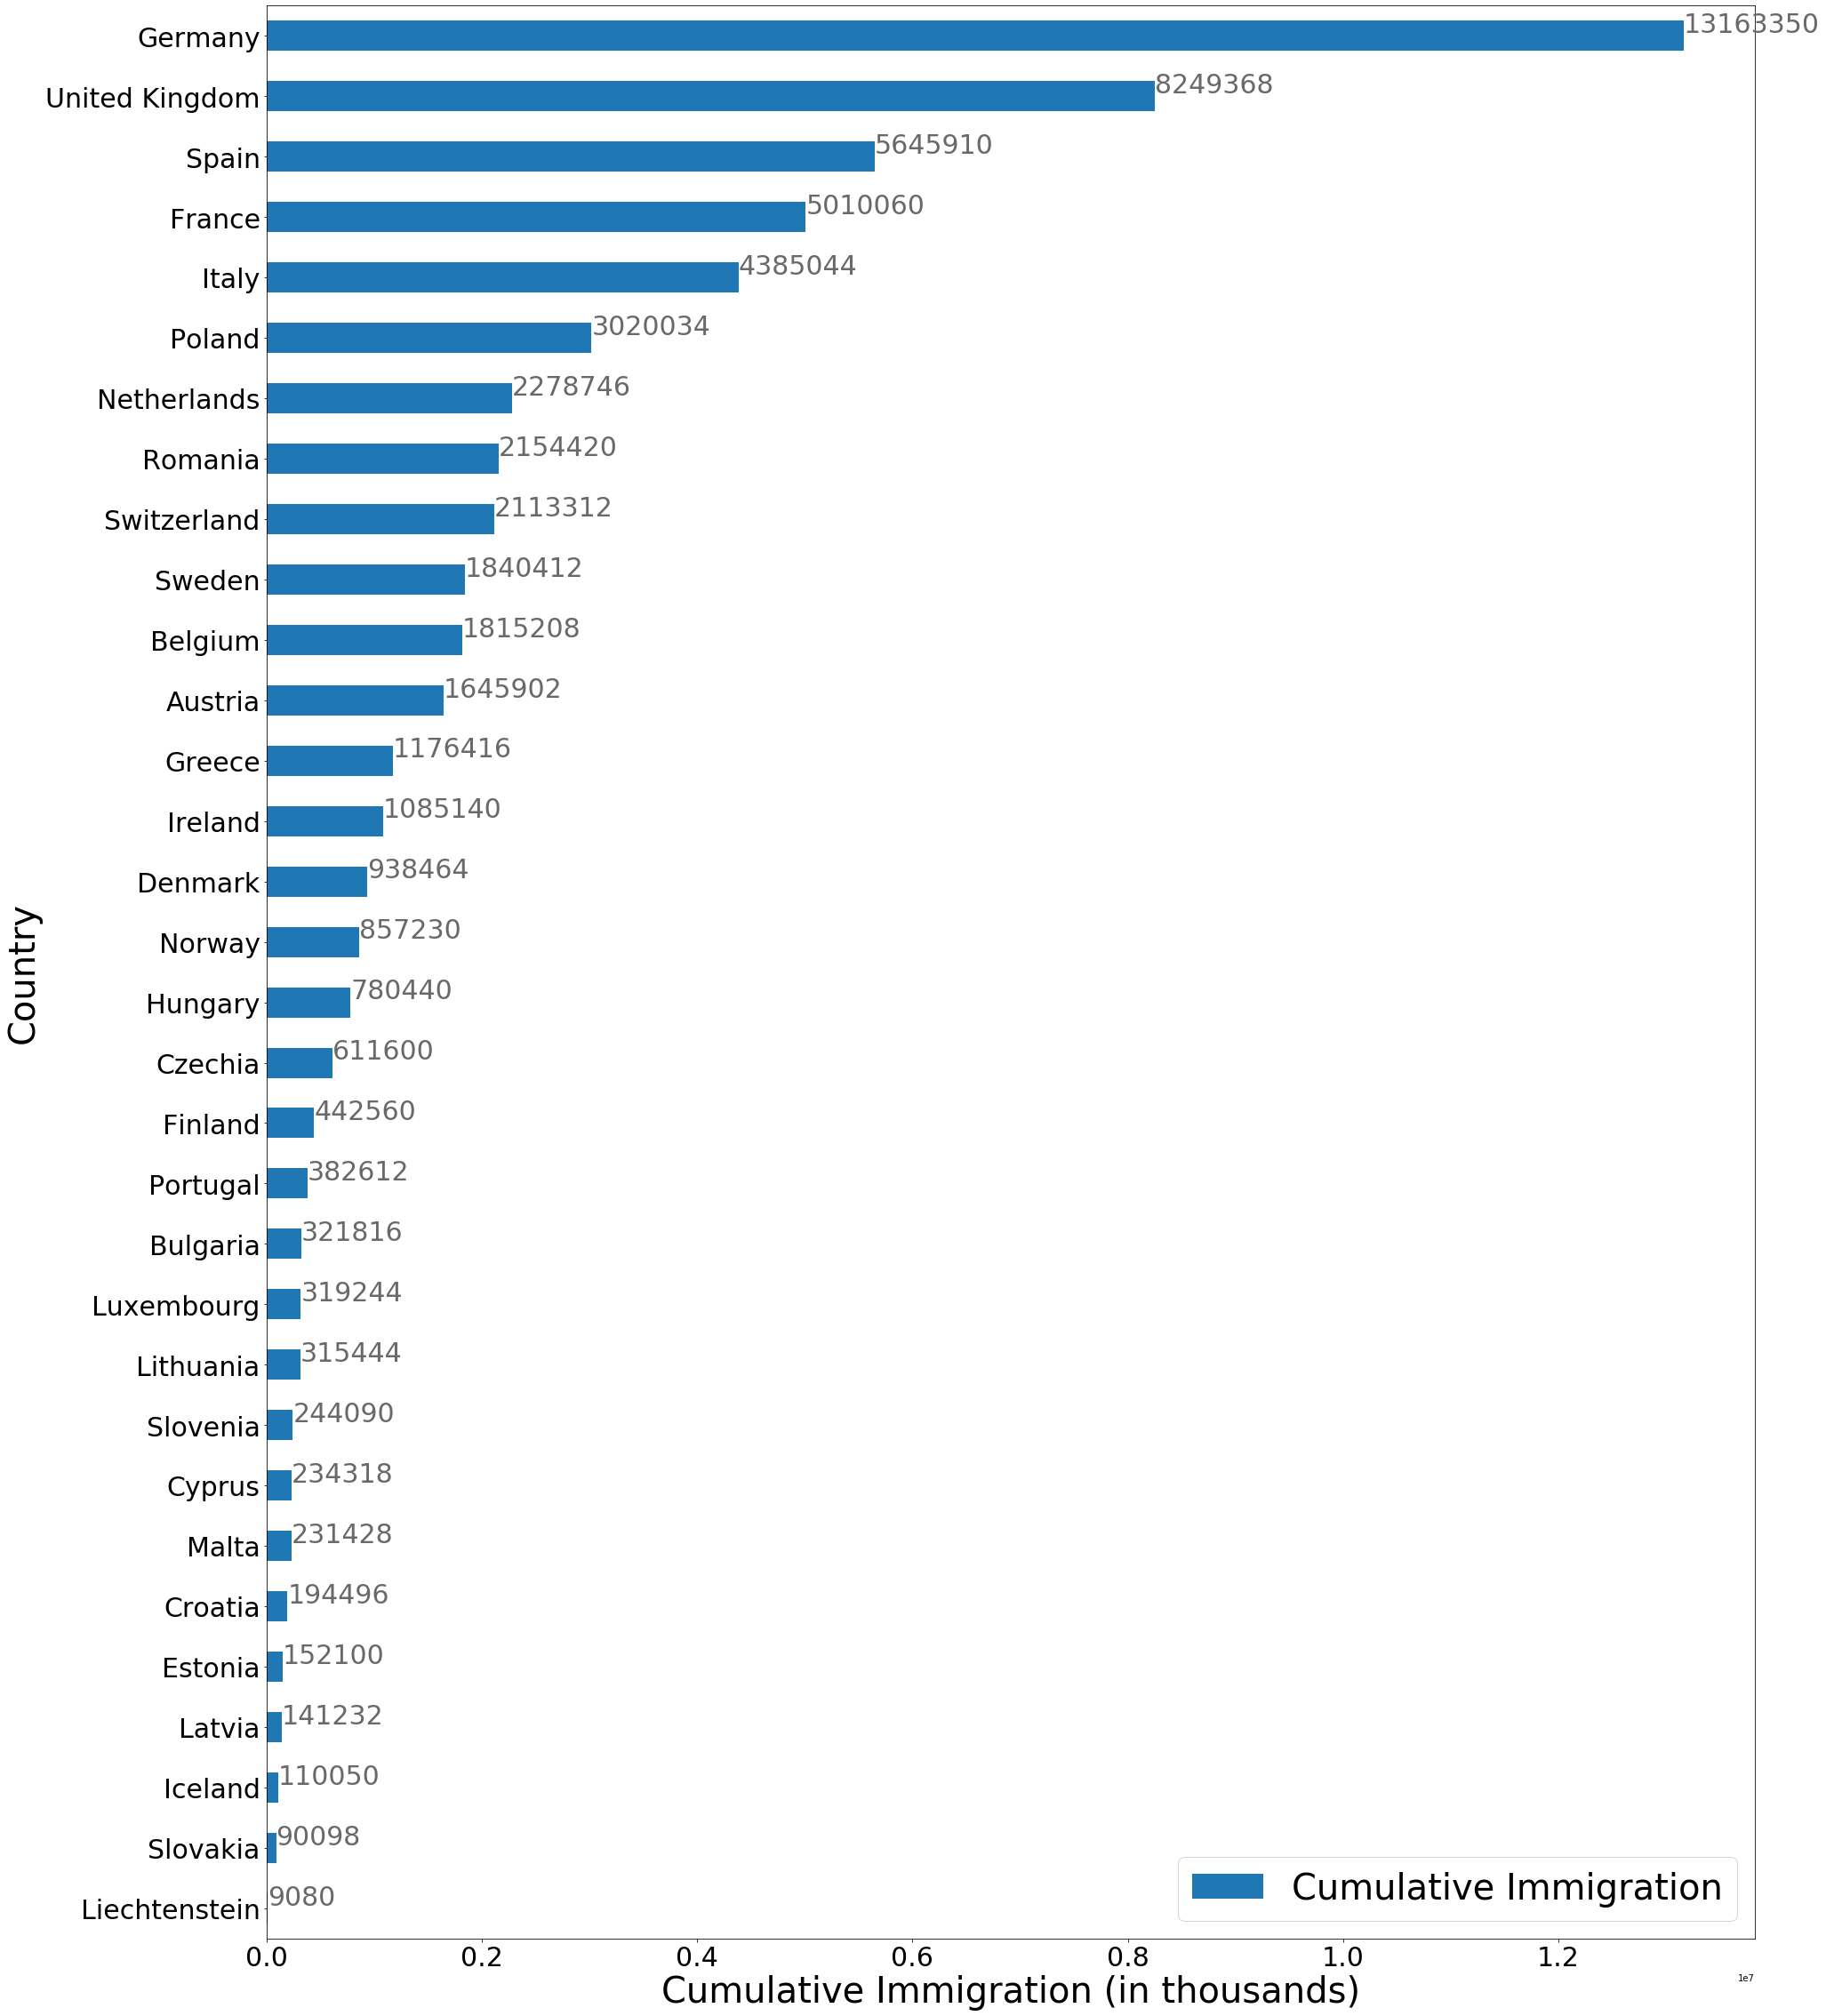 Germany 13163350
United Kingdom 8249368
Spain 5645910
France 5010060
Italy 4385044
Poland 3020034
Netherlands 2278746
Romania 2154420
Switzerland 2113312
Sweden 1840412
Belgium 1815208
Austria 1645902
Greece 1176416
Ireland 1085140
Denmark 938464
Norway 857230
Hungary 780440
Czechia 611600
Finland 442560
Portugal 382612
Bulgaria 321816
Luxembourg 319244
Lithuania 315444
Slovenia 244090
Cyprus 234318
Malta 231428
Croatia 194496
Estonia 152100
Latvia 141232
Iceland 110050
Slovakia 90098
Liechtenstein 9080
Country
Cumulative Immigration
0.0 0.2 0.4 0.6 0.8 1.0 1.2
1e7
Cumulative Immigration (in thousands)